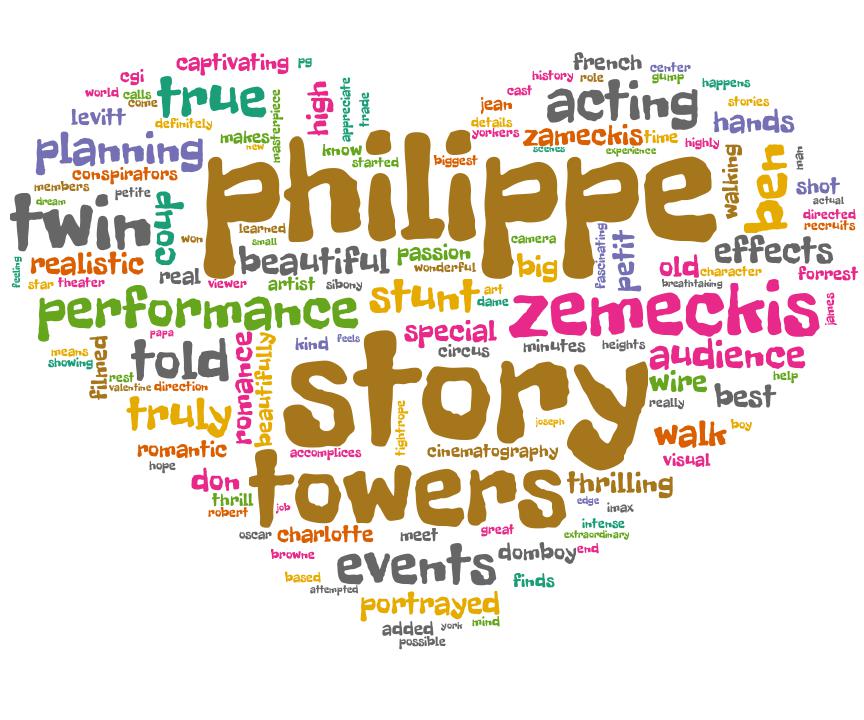 captivating
pg
french
center
cgi
history
role
gump
happens
world
calls
true
high
appreciate
trade
cast
come
jean
acting
stories
levitt
definitely
masterpiece
details
hands
makes
new
yorkers
zameckis
time
highly
planning
know
scenes
experience
started
biggest
philippe
walking
ben
man
conspirators
members
petite
shot
dream
actual
twin
coup
directed
recruits
won
learned
small
camera
fascinating
petit
effects
feeling
realistic
real
beautiful
passion
wonderful
big
old
character
forrest
star
theater
viewer
artist
sibony
breathtaking
performance
stunt
art
dame
zemeckis
james
papa
special
filmed
means
showing
told
romance
beautifully
kind
feels
circus
minutes
heights
audience
rest
valentine
direction
story
wire
help
best
really
truly
tightrope
joseph
walk
boy
romantic
accomplices
cinematography
visual
hope
don
towers
thrilling
thrill
edge
robert
job
imax
oscar
charlotte
meet
great
intense
extraordinary
browne
events
domboy
end
based
attempted
finds
portrayed
added
york
mind
possible